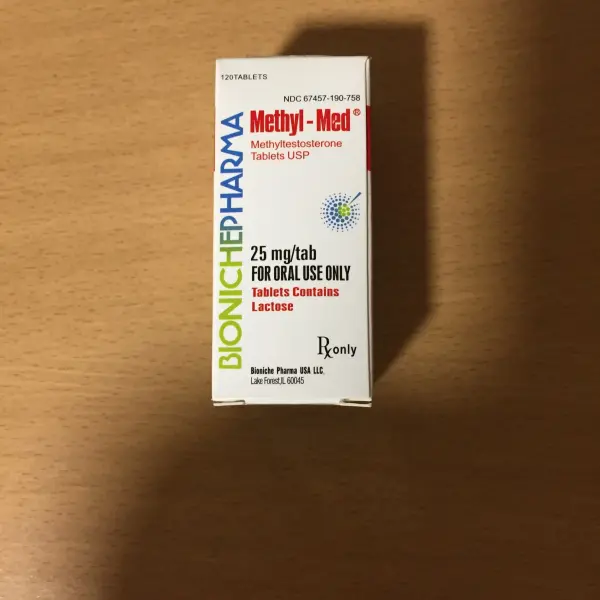 120TABLETS
NDC 67457-190-758
BIONICHEPHARMA
Methyl - Med ®
Methyltestosterone
Tablets USP
25 mg/tab
FOR ORAL USE ONLY
Tablets Contains
Lactose
Rx only
Bioniche Pharma USA LLC,
Lake Forest,IL 60045